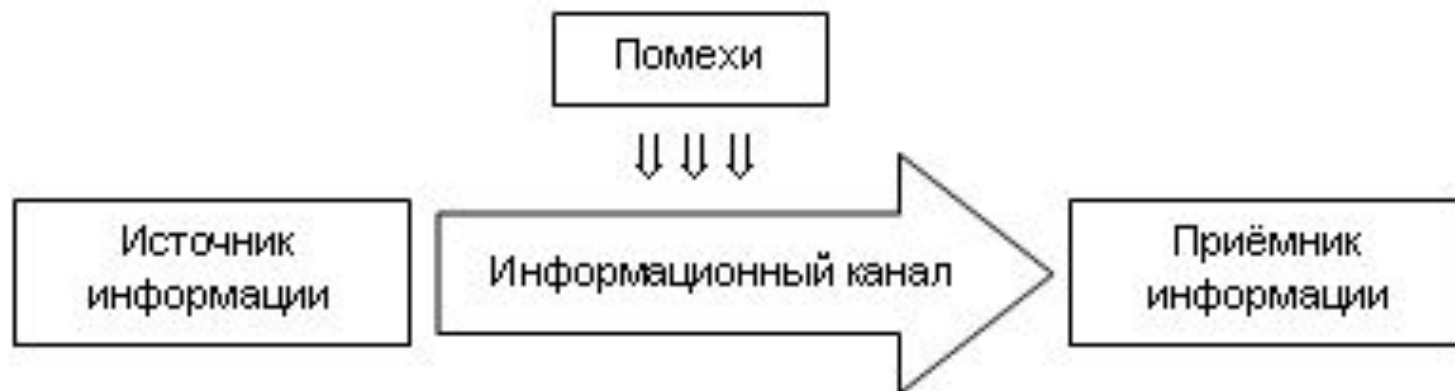 Помехи
Источник
информации
Информационный канал
Приёмник
информации